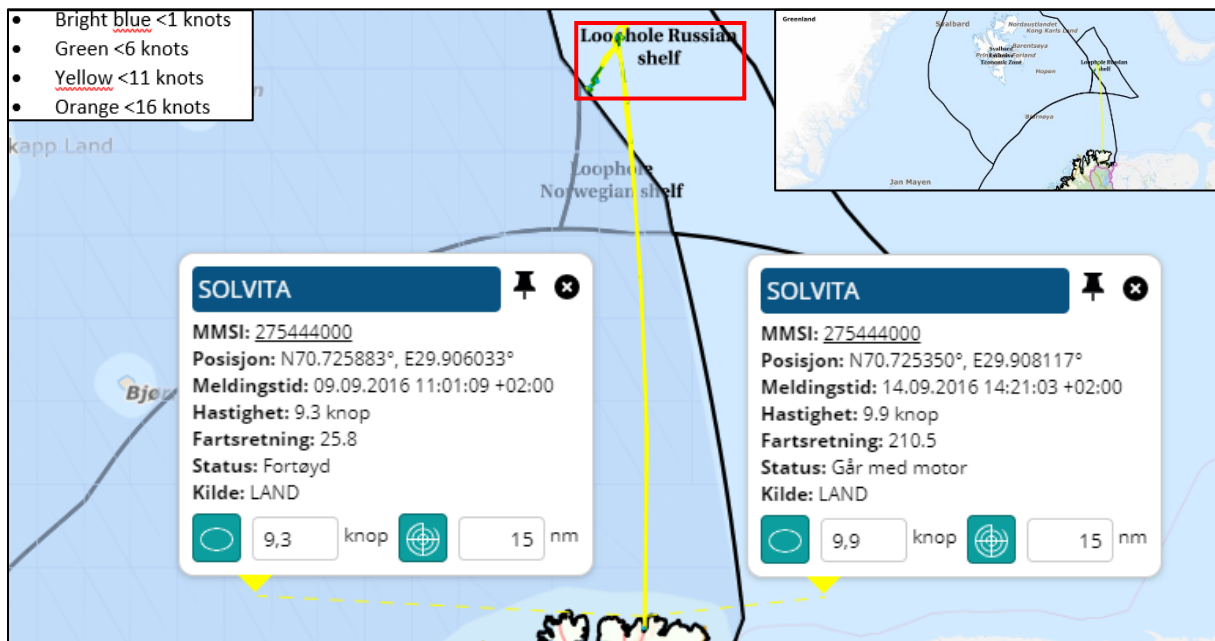 Bright blue <1 knots
Green <6 knots
Yellow <11 knots
Orange <16 knots
kapp Land
Loophole Russian
shelf
Loophole
Norwegian shelf
Greenland
Svalbard
Nordaustlandet
Kong Karls Land
Barentsøya
Svalbard
Economic Zone
Hopen
Loophole Russian
shelf
Bjørnøya
Jan Mayen
SOLVITA
MMSI: 275444000
Posisjon: N70.725883°, E29.906033°
Meldingstid: 09.09.2016 11:01:09 +02:00
Hastighet: 9.3 knop
Fartsretning: 25.8
Status: Fortøyd
Kilde: LAND
9,3 knop 15 nm
SOLVITA
MMSI: 275444000
Posisjon: N70.725350°, E29.908117°
Meldingstid: 14.09.2016 14:21:03 +02:00
Hastighet: 9.9 knop
Fartsretning: 210.5
Status: Går med motor
Kilde: LAND
9,9 knop 15 nm
Bjør